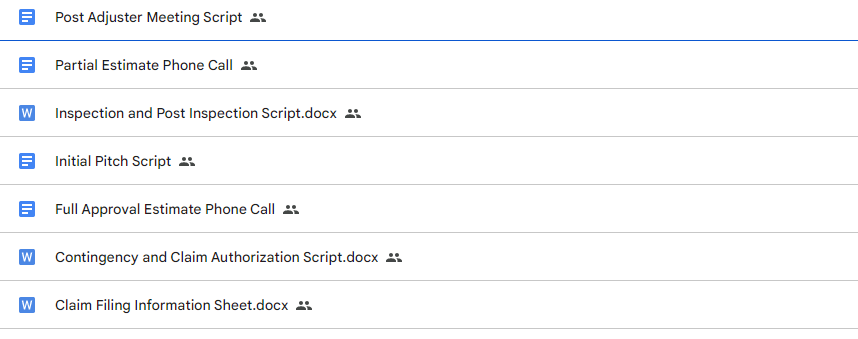 Post Adjuster Meeting Script
Partial Estimate Phone Call
W Inspection and Post Inspection Script.docx
Initial Pitch Script
Full Approval Estimate Phone Call
W Contingency and Claim Authorization Script.docx
W Claim Filing Information Sheet.docx